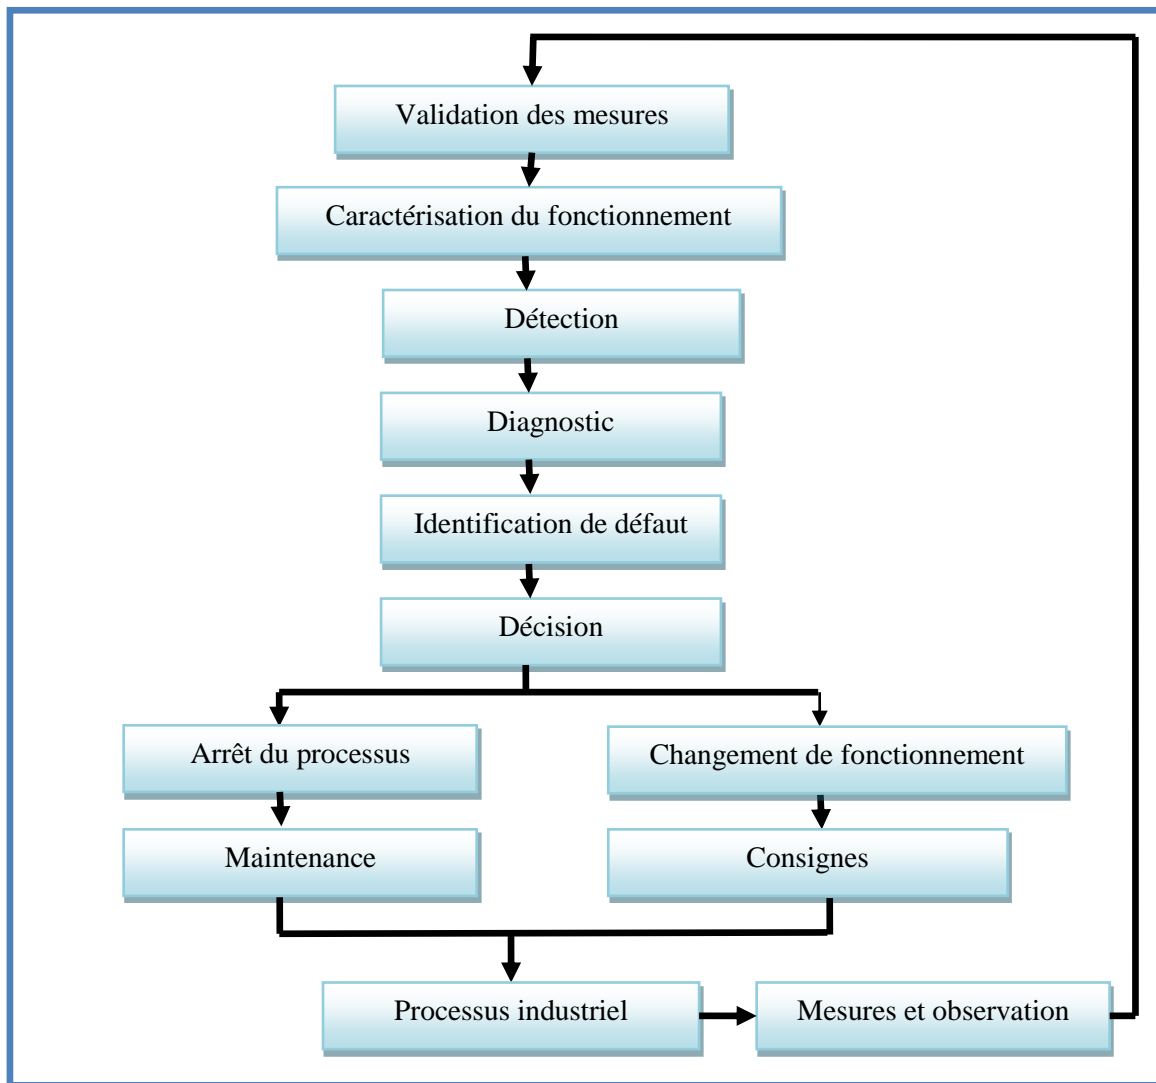 Validation des mesures
Caractérisation du fonctionnement
Détection
Diagnostic
Identification de défaut
Décision
Arrêt du processus
Changement de fonctionnement
Maintenance
Consignes
Processus industriel
Mesures et observation